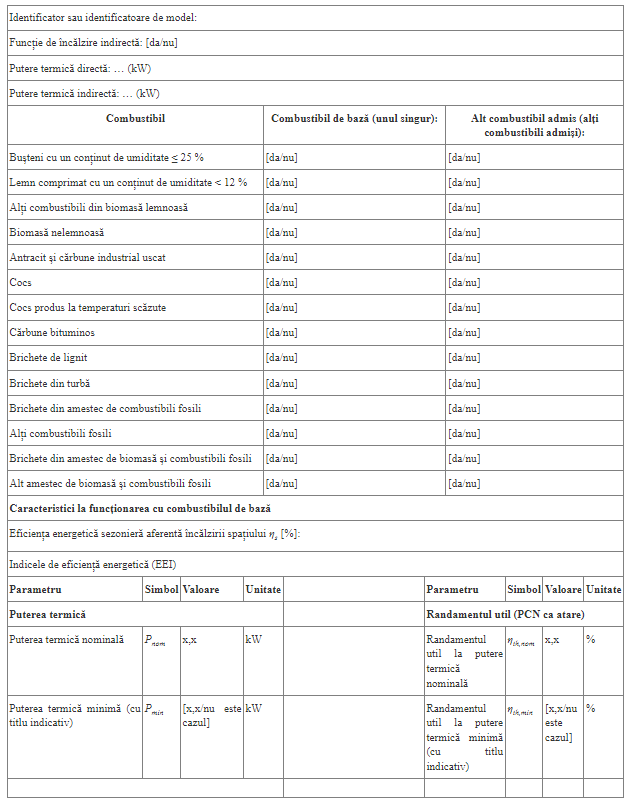 Identificator sau identificatoare de model:
Funcție de încălzire indirectă: [da/nu]
Putere termică directă: … (kW)
Putere termică indirectă: … (kW)
Combustibil Combustibil de bază (unul singur): Alt combustibil admis (alți
combustibili admiși):
Bușteni cu un conținut de umiditate ≤ 25 % [da/nu] [da/nu]
Lemn comprimat cu un conținut de umiditate < 12 % [da/nu] [da/nu]
Alți combustibili din biomasă lemnoasă [da/nu] [da/nu]
Biomasă nelemnoasă [da/nu] [da/nu]
Antracit și cărbune industrial uscat [da/nu] [da/nu]
Cocs [da/nu] [da/nu]
Cocs produs la temperaturi scăzute [da/nu] [da/nu]
Cărbune bituminos [da/nu] [da/nu]
Brichete de lignit [da/nu] [da/nu]
Brichete din turbă [da/nu] [da/nu]
Brichete din amestec de combustibili fosili [da/nu] [da/nu]
Alți combustibili fosili [da/nu] [da/nu]
Brichete din amestec de biomasă și combustibili fosili [da/nu] [da/nu]
Alt amestec de biomasă și combustibili fosili [da/nu] [da/nu]
Caracteristici la funcționarea cu combustibilul de bază
Eficiența energetică sezonieră aferentă încălzirii spațiului ηs [%]:
Indicele de eficiență energetică (EEI)
Parametru Simbol Valoare Unitate Parametru Simbol Valoare Unitate
Puterea termică Randamentul util (PCN ca atare)
Puterea termică nominală Pnom x,x kW Randamentul ηth,nom x,x %
util la putere
termică
nominală
Puterea termică minimă (cu Pmin [x,x/nu este kW Randamentul ηth,min [x,x/nu %
titlu indicativ) cazul] util la putere este
termică minimă cazul]
(cu titlu
indicativ)